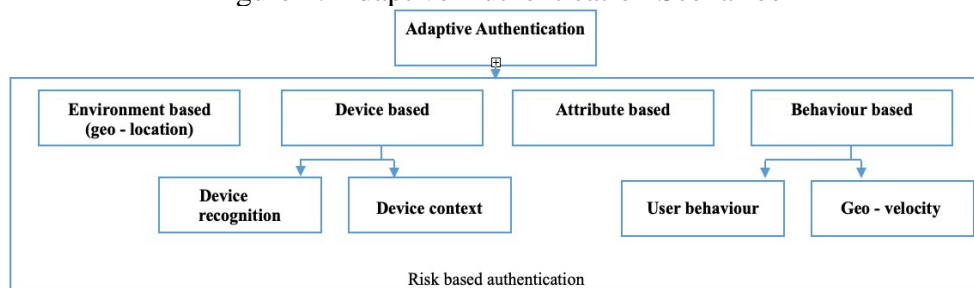 Adaptive Authentication
Environment based
(geo - location)
Device based
Attribute based
Behaviour based
Device
recognition
Device context
User behaviour
Geo - velocity
Risk based authentication